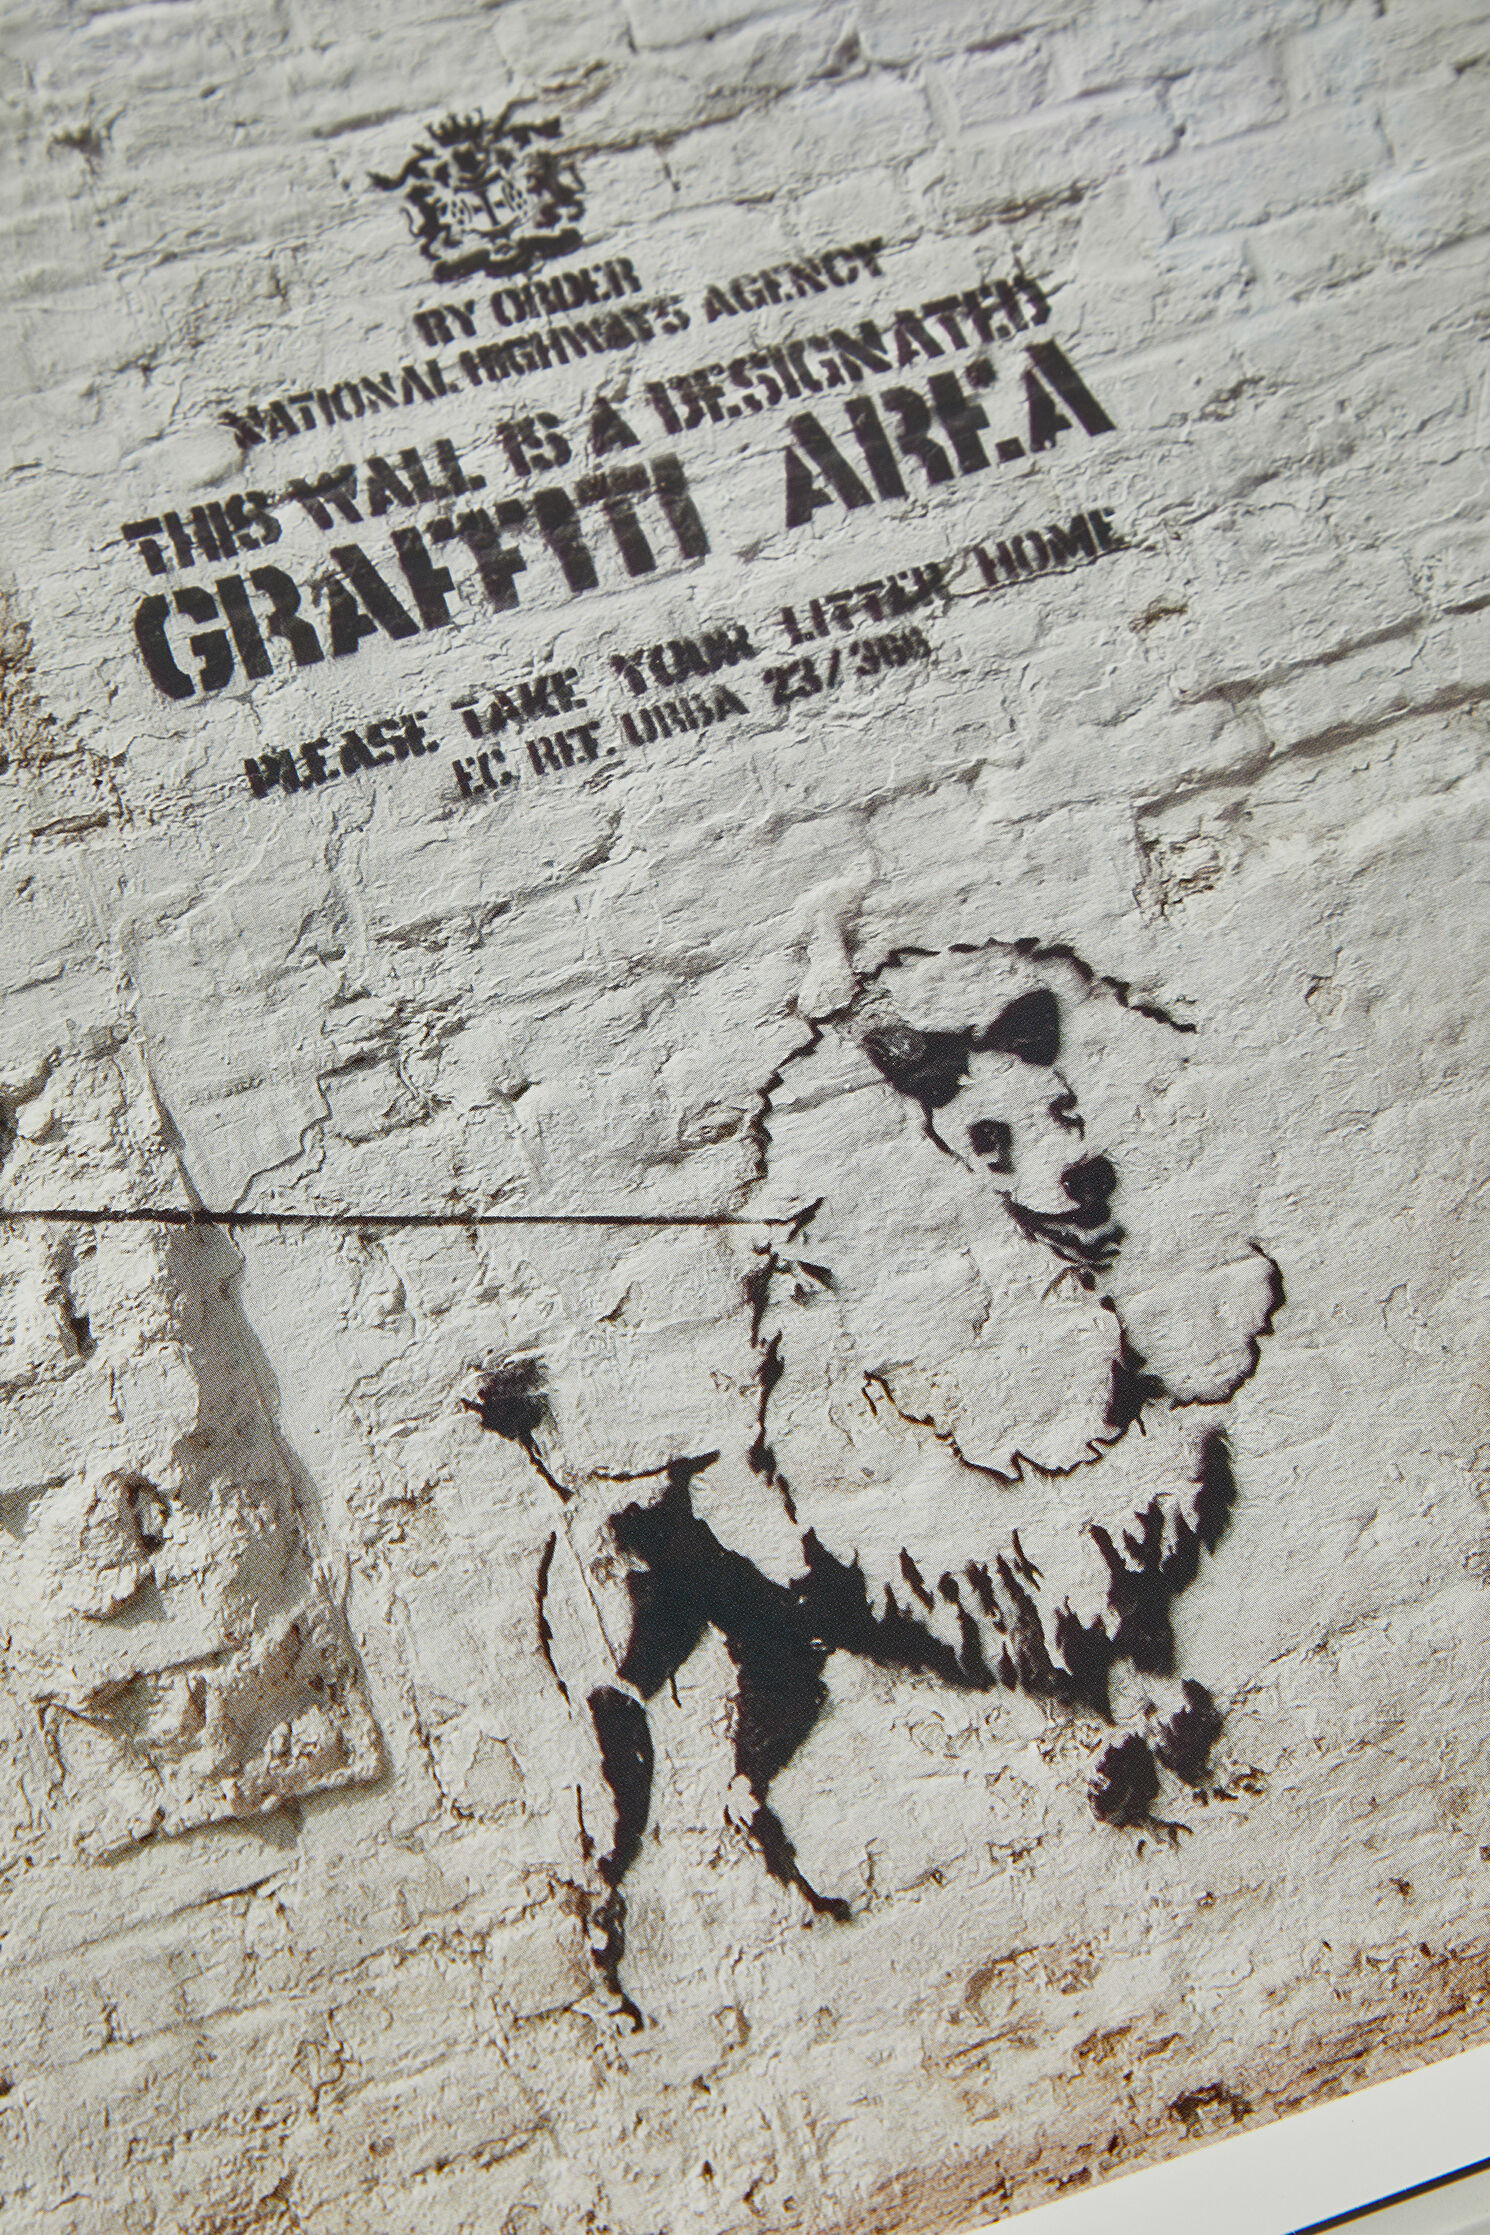 BY ORDER
NATIONAL HIGHWAYS AGENCY
THIS WALL IS A DESIGNATED
GRAFFITI AREA
PLEASE TAKE YOUR LITTER HOME
EC. REF. URBA 23/366